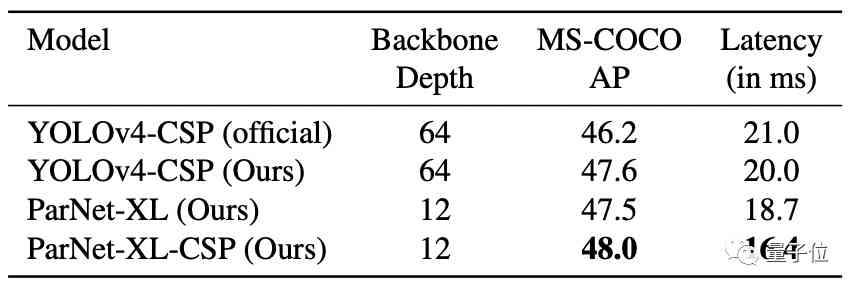 Model Backbone Depth MS-COCO AP Latency (in ms)
YOLOv4-CSP (official) 64 46.2 21.0
YOLOv4-CSP (Ours) 64 47.6 20.0
ParNet-XL (Ours) 12 47.5 18.7
ParNet-XL-CSP (Ours) 12 48.0 16.4
量子位